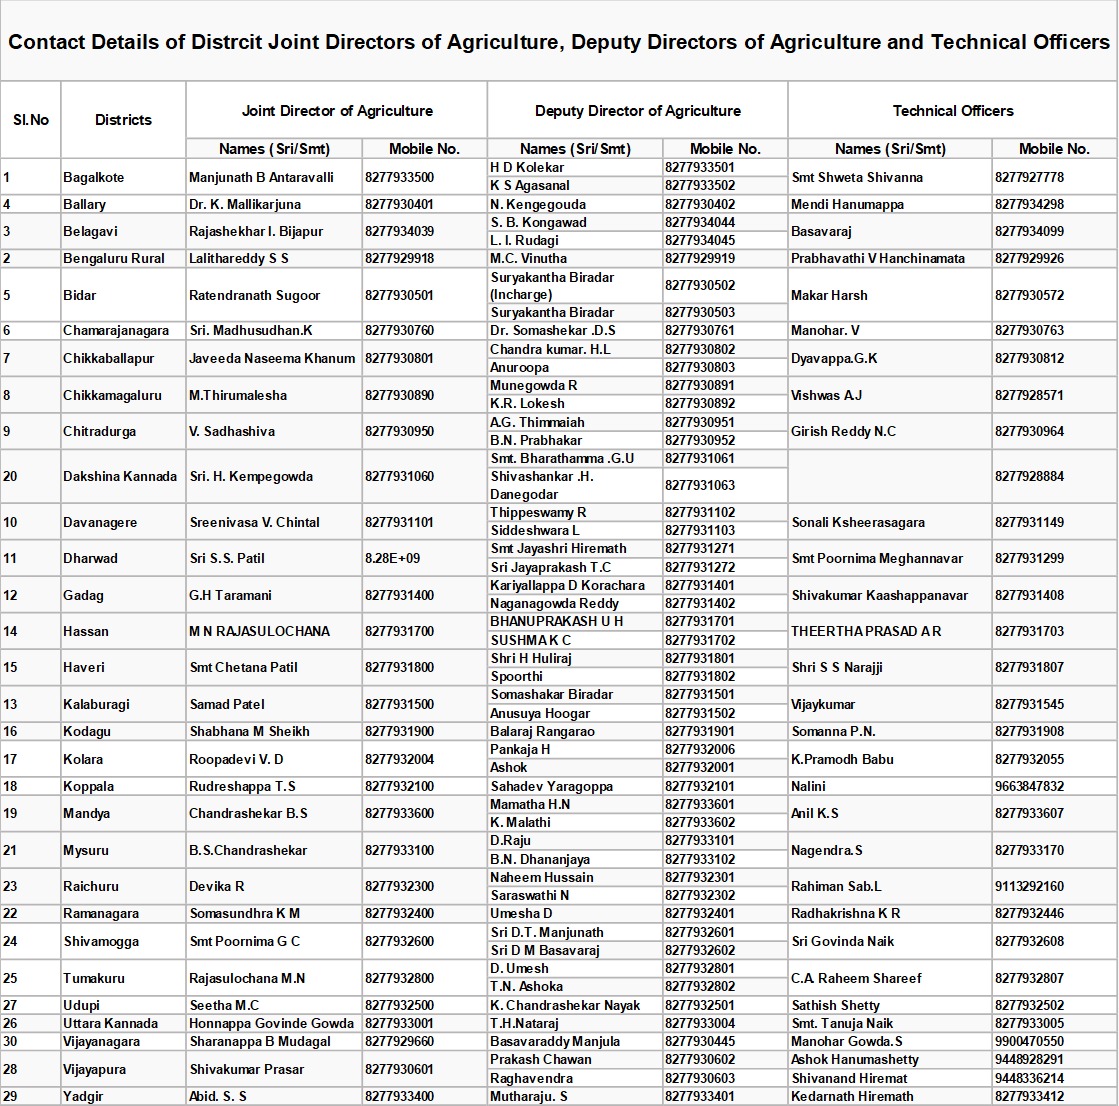 Contact Details of Distrcit Joint Directors of Agriculture, Deputy Directors of Agriculture and Technical Officers
Sl.No Districts Joint Director of Agriculture Deputy Director of Agriculture Technical Officers
Names (Sri/Smt) Mobile No. Names (Sri/Smt) Mobile No. Names (Sri/Smt) Mobile No.
1 Bagalkote Manjunath B Antaravalli 8277933500 H D Kolekar 8277933501 Smt Shweta Shivanna 8277927778
K S Agasanal 8277933502
4 Ballary Dr. K. Mallikarjuna 8277930401 N. Kengegouda 8277930402 Mendi Hanumappa 8277934298
3 Belagavi Rajashekhar I. Bijapur 8277934039 S. B. Kongawad 8277934044 Basavaraj 8277934099
L. I. Rudagi 8277934045
2 Bengaluru Rural Lalithareddy S S 8277929918 M.C. Vinutha 8277929919 Prabhavathi V Hanchinamata 8277929926
5 Bidar Ratendranath Sugoor 8277930501 Suryakantha Biradar
(Incharge) 8277930502 Makar Harsh 8277930572
Suryakantha Biradar 8277930503
6 Chamarajanagara Sri. Madhusudhan.K 8277930760 Dr. Somashekar .D.S 8277930761 Manohar. V 8277930763
7 Chikkaballapur Javeeda Naseema Khanum 8277930801 Chandra kumar. H.L 8277930802 Dyavappa.G.K 8277930812
Anuroopa 8277930803
8 Chikkamagaluru M.Thirumalesha 8277930890 Munegowda R 8277930891 Vishwas A.J 8277928571
K.R. Lokesh 8277930892
9 Chitradurga V. Sadhashiva 8277930950 A.G. Thimmaiah 8277930951 Girish Reddy N.C 8277930964
B.N. Prabhakar 8277930952
20 Dakshina Kannada Sri. H. Kempegowda 8277931060 Smt. Bharathamma .G.U 8277931061 8277928884
Shivashankar .H.
Danegodar 8277931063
10 Davanagere Sreenivasa V. Chintal 8277931101 Thippeswamy R 8277931102 Sonali Ksheerasagara 8277931149
Siddeshwara L 8277931103
11 Dharwad Sri S.S. Patil 8.28E+09 Smt Jayashri Hiremath 8277931271 Smt Poornima Meghannavar 8277931299
Sri Jayaprakash T.C 8277931272
12 Gadag G.H Taramani 8277931400 Kariyallappa D Korachara 8277931401 Shivakumar Kaashappanavar 8277931408
Naganagowda Reddy 8277931402
14 Hassan M N RAJASULOCHANA 8277931700 BHANUPRAKASH U H 8277931701 THEERTHA PRASAD A R 8277931703
SUSHMA K C 8277931702
15 Haveri Smt Chetana Patil 8277931800 Shri H Huliraj 8277931801 Shri S S Narajji 8277931807
Spoorthi 8277931802
13 Kalaburagi Samad Patel 8277931500 Somashakar Biradar 8277931501 Vijaykumar 8277931545
Anusuya Hoogar 8277931502
16 Kodagu Shabhana M Sheikh 8277931900 Balaraj Rangarao 8277931901 Somanna P.N. 8277931908
17 Kolara Roopadevi V. D 8277932004 Pankaja H 8277932006 K.Pramodh Babu 8277932055
Ashok 8277932001
18 Koppala Rudreshappa T.S 8277932100 Sahadev Yaragoppa 8277932101 Nalini 9663847832
19 Mandya Chandrashekar B.S 8277933600 Mamatha H.N 8277933601 Anil K.S 8277933607
K. Malathi 8277933602
21 Mysuru B.S.Chandrashekar 8277933100 D.Raju 8277933101 Nagendra.S 8277933170
B.N. Dhananjaya 8277933102
23 Raichuru Devika R 8277932300 Naheem Hussain 8277932301 Rahiman Sab.L 9113292160
Saraswathi N 8277932302
22 Ramanagara Somasundhra K M 8277932400 Umesha D 8277932401 Radhakrishna K R 8277932446
24 Shivamogga Smt Poornima G C 8277932600 Sri D.T. Manjunath 8277932601 Sri Govinda Naik 8277932608
Sri D M Basavaraj 8277932602
25 Tumakuru Rajasulochana M.N 8277932800 D. Umesh 8277932801 C.A. Raheem Shareef 8277932807
T.N. Ashoka 8277932802
27 Udupi Seetha M.C 8277932500 K. Chandrashekar Nayak 8277932501 Sathish Shetty 8277932502
26 Uttara Kannada Honnappa Govinde Gowda 8277933001 T.H.Nataraj 8277933004 Smt. Tanuja Naik 8277933005
30 Vijayanagara Sharanappa B Mudagal 8277929660 Basavaraddy Manjula 8277930445 Manohar Gowda.S 9900470550
28 Vijayapura Shivakumar Prasar 8277930601 Prakash Chawan 8277930602 Ashok Hanumashetty 9448928291
Raghavendra 8277930603 Shivanand Hiremat 9448336214
29 Yadgir Abid. S. S 8277933400 Mutharaju. S 8277933401 Kedarnath Hiremath 8277933412